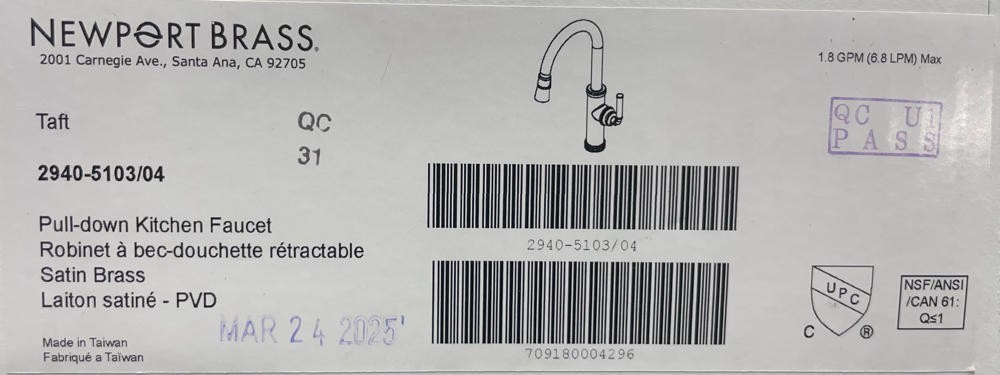 NEWPORT BRASS.
2001 Carnegie Ave., Santa Ana, CA 92705
1.8 GPM (6.8 LPM) Max
Taft
QC
31
QC U
PASS
2940-5103/04
Pull-down Kitchen Faucet
Robinet à bec-douchette rétractable
Satin Brass
Laiton satiné - PVD
MAR 24 2025
Made in Taiwan
Fabriqué a Taïwan
2940-5103/04
709180004296
UPC
C ®
NSF/ANSI
/CAN 61:
Q≤1